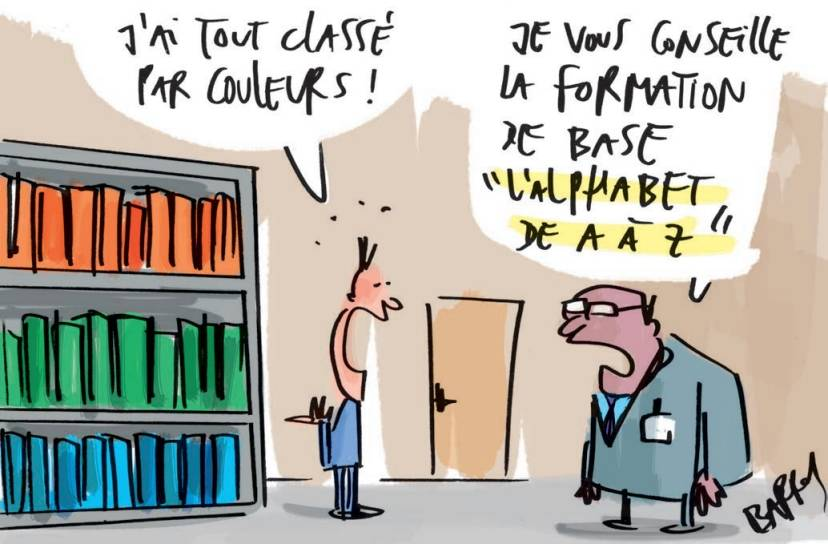 J'AI TOUT CLASSÉ
PAR COULEURS !
JE VOUS CONSEILLE
LA FORMATION
DE BASE
"L'ALPHABET
DE A À Z"